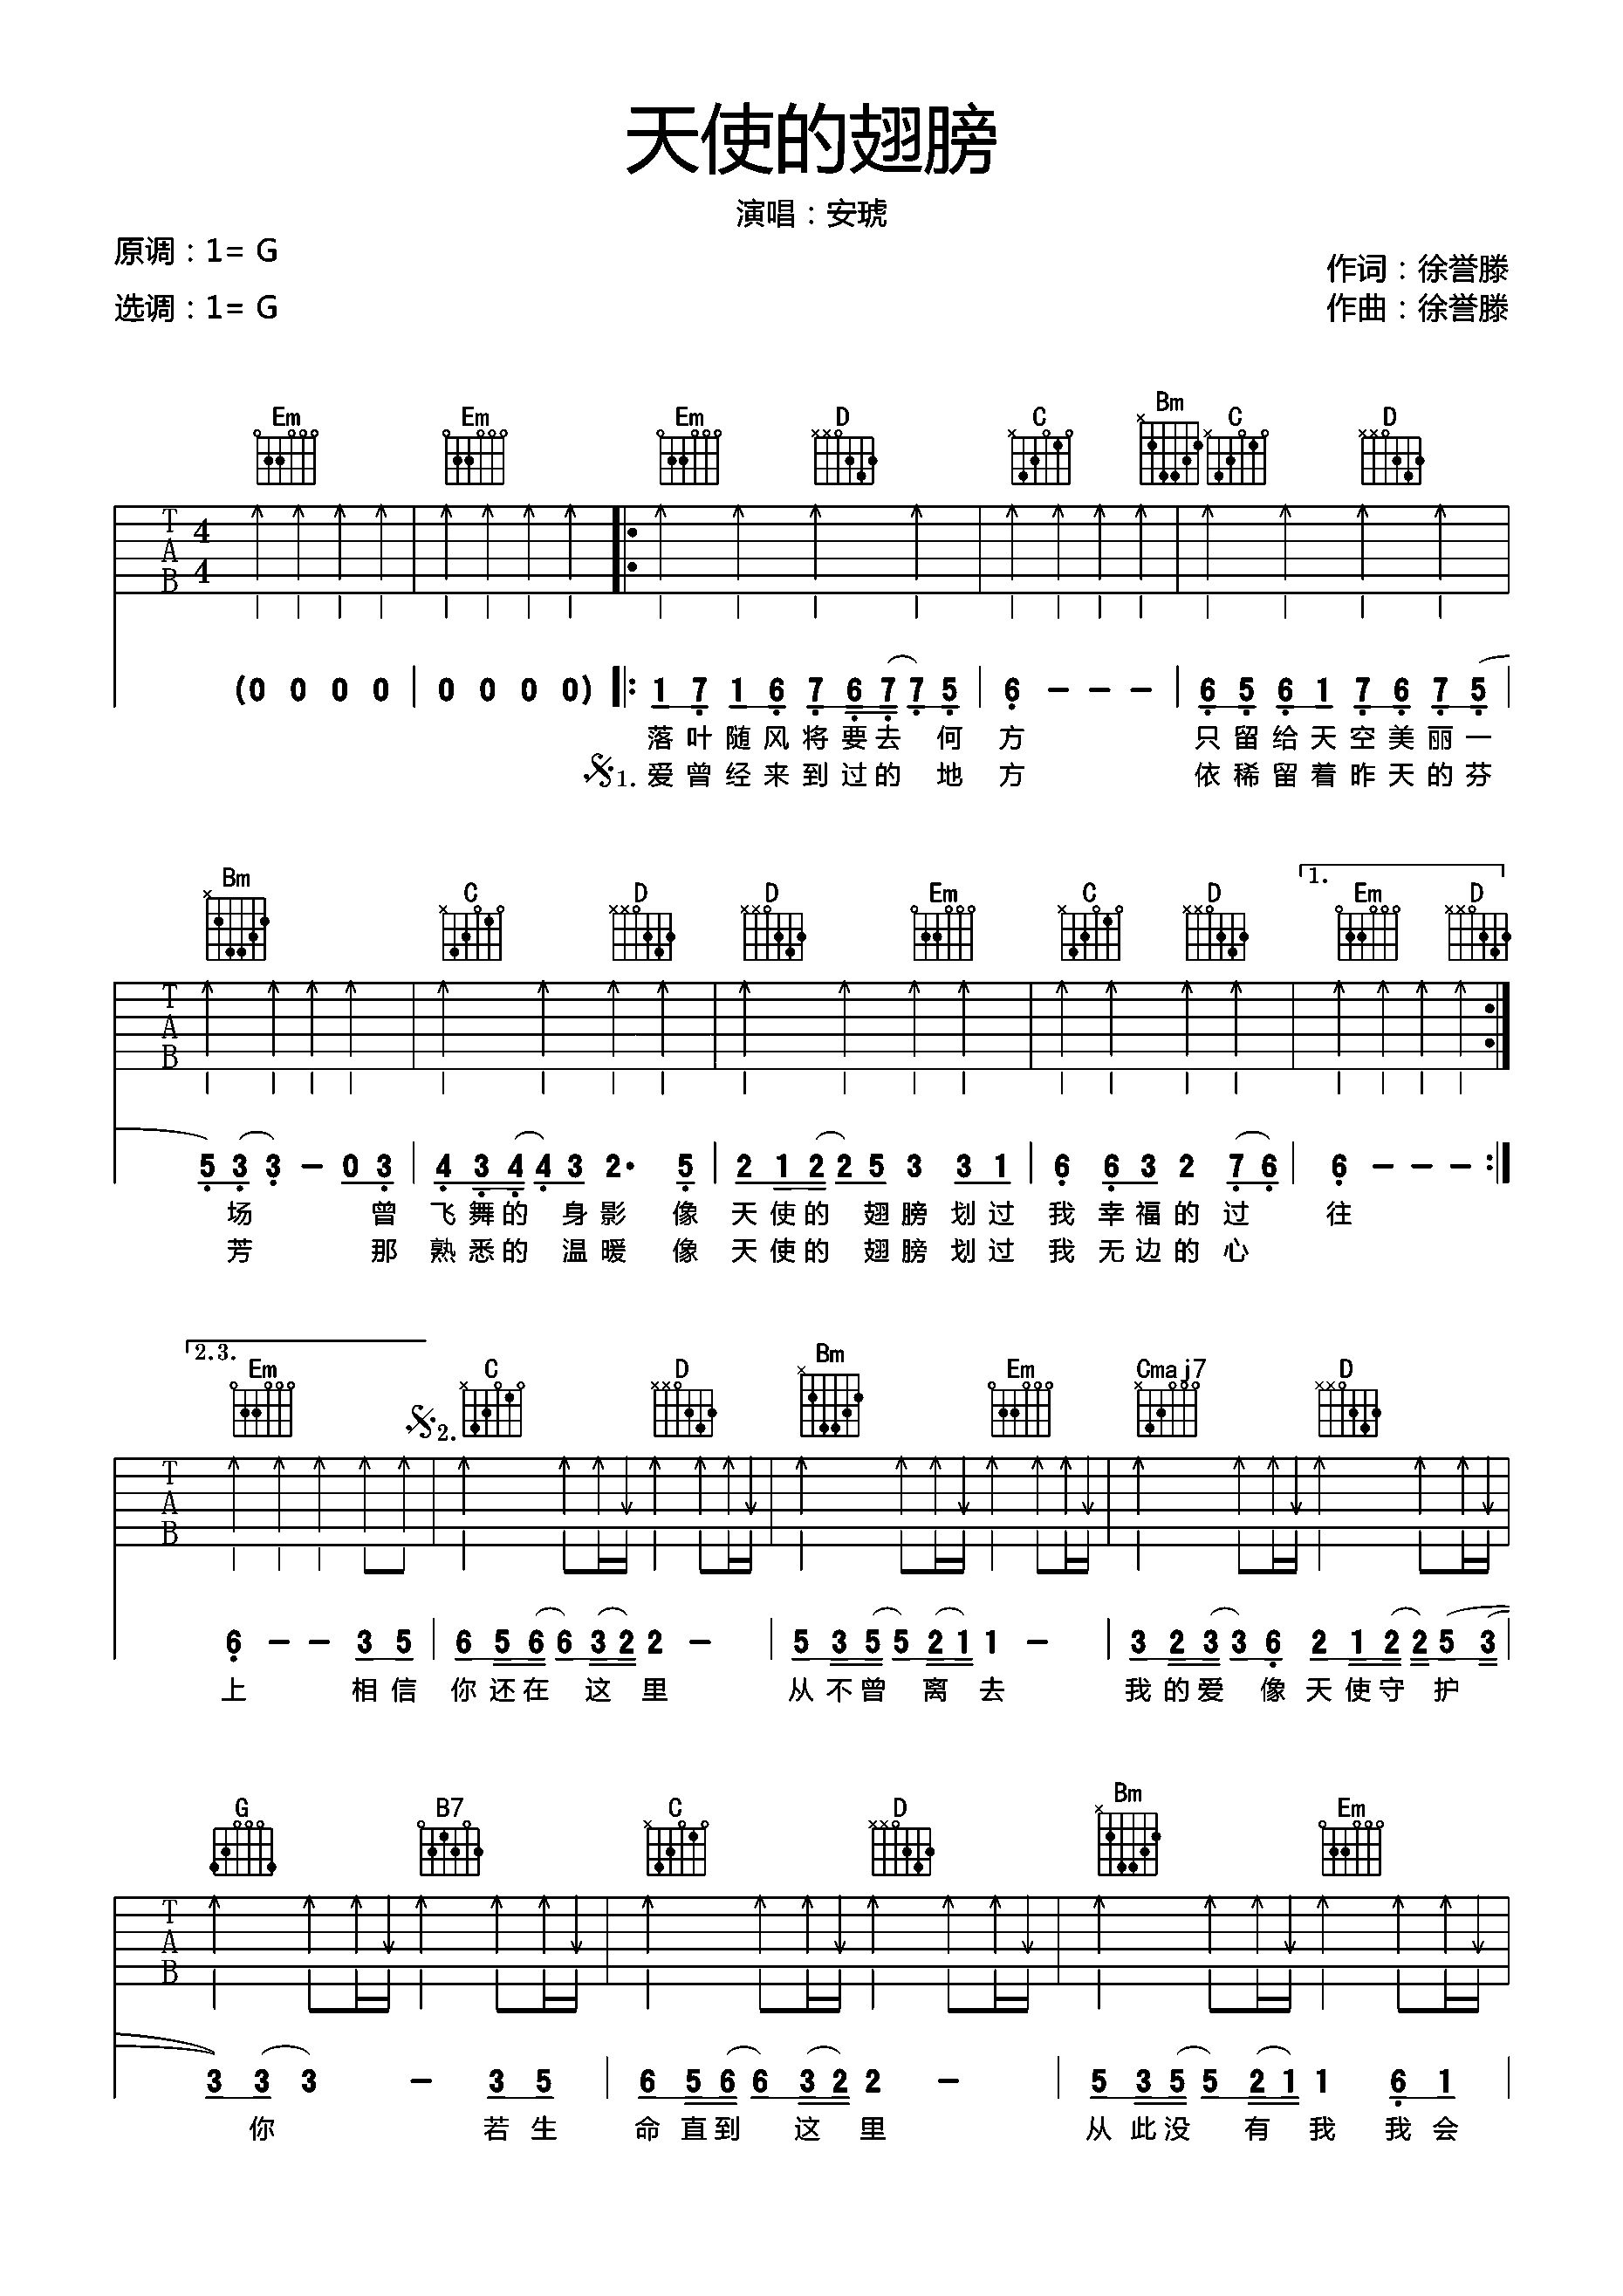 天使的翅膀
演唱：安琥
原调：1= G
选调：1= G
作词：徐誉滕
作曲：徐誉滕
Em Em Em D C Bm C D
T A B 4 4
(0 0 0 0 | 0 0 0 0) ‖: 1 7 1 6 7 6 7 7 5 | 6 - - - | 6 5 6 1 7 6 7 5 |
落叶随风将要去 何方 只留给天空美丽一
1. 爱曾经来到过的 地方 依稀留着昨天的芬
Bm C D D Em C D 1. Em D
T A B
5 3 3 - 0 3 | 4 3 4 4 3 2· 5 | 2 1 2 2 5 3 3 1 | 6 6 3 2 7 6 | 6 - - - :‖
场 曾飞舞的 身影 像天使的 翅膀划过我幸福的过 往
芳 那熟悉的 温暖 像天使的 翅膀划过我无边的心
2.3. Em 2. C D Bm Em Cmaj7 D
T A B
6 - - 3 5 | 6 5 6 6 3 2 2 - | 5 3 5 5 2 1 1 - | 3 2 3 3 6 2 1 2 2 5 3 |
上 相信你还在 这里 从不曾 离去 我的爱 像天使守 护
G B7 C D Bm Em
T A B
3 3 3 - 3 5 | 6 5 6 6 3 2 2 - | 5 3 5 5 2 1 1 6 1 |
你 若生命直到 这里 从此没 有我我会